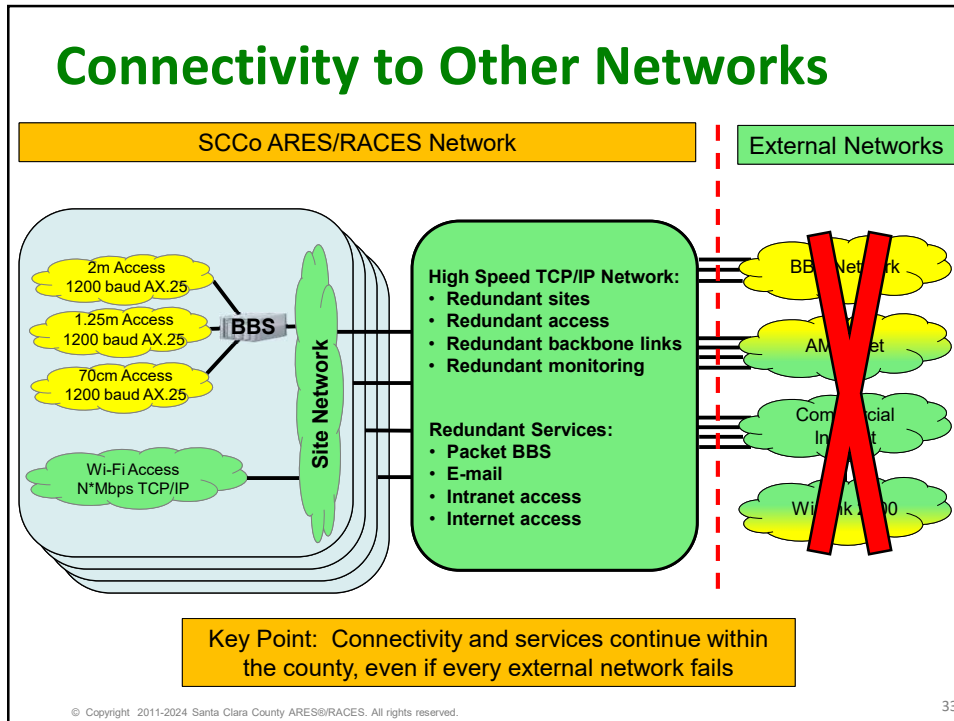 Connectivity to Other Networks
SCCo ARES/RACES Network
External Networks
2m Access
1200 baud AX.25
1.25m Access
1200 baud AX.25
70cm Access
1200 baud AX.25
BBS
Wi-Fi Access
N*Mbps TCP/IP
Site Network
High Speed TCP/IP Network:
• Redundant sites
• Redundant access
• Redundant backbone links
• Redundant monitoring
Redundant Services:
• Packet BBS
• E-mail
• Intranet access
• Internet access
Key Point: Connectivity and services continue within
the county, even if every external network fails
© Copyright 2011-2024 Santa Clara County ARES®/RACES. All rights reserved.
33